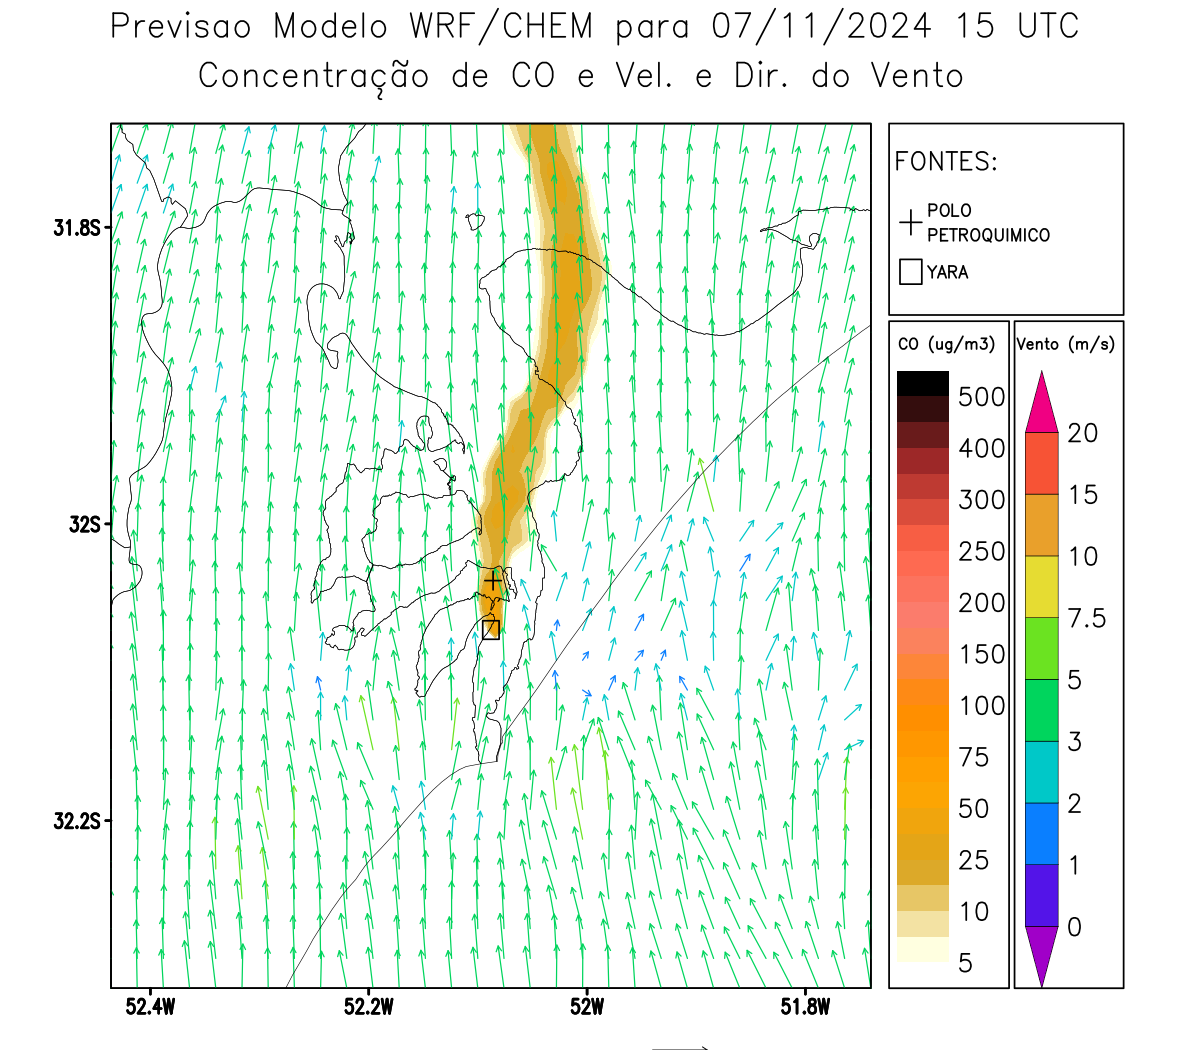 Previsao Modelo WRF/CHEM para 07/11/2024 15 UTC
Concentração de CO e Vel. e Dir. do Vento
FONTES:
POLO
PETROQUIMICO
YARA
31.8S
32S
32.2S
52.4W
52.2W
52W
51.8W
CO (ug/m3)
500
400
300
250
200
150
100
75
50
25
10
5
Vento (m/s)
20
15
10
7.5
5
3
2
1
0